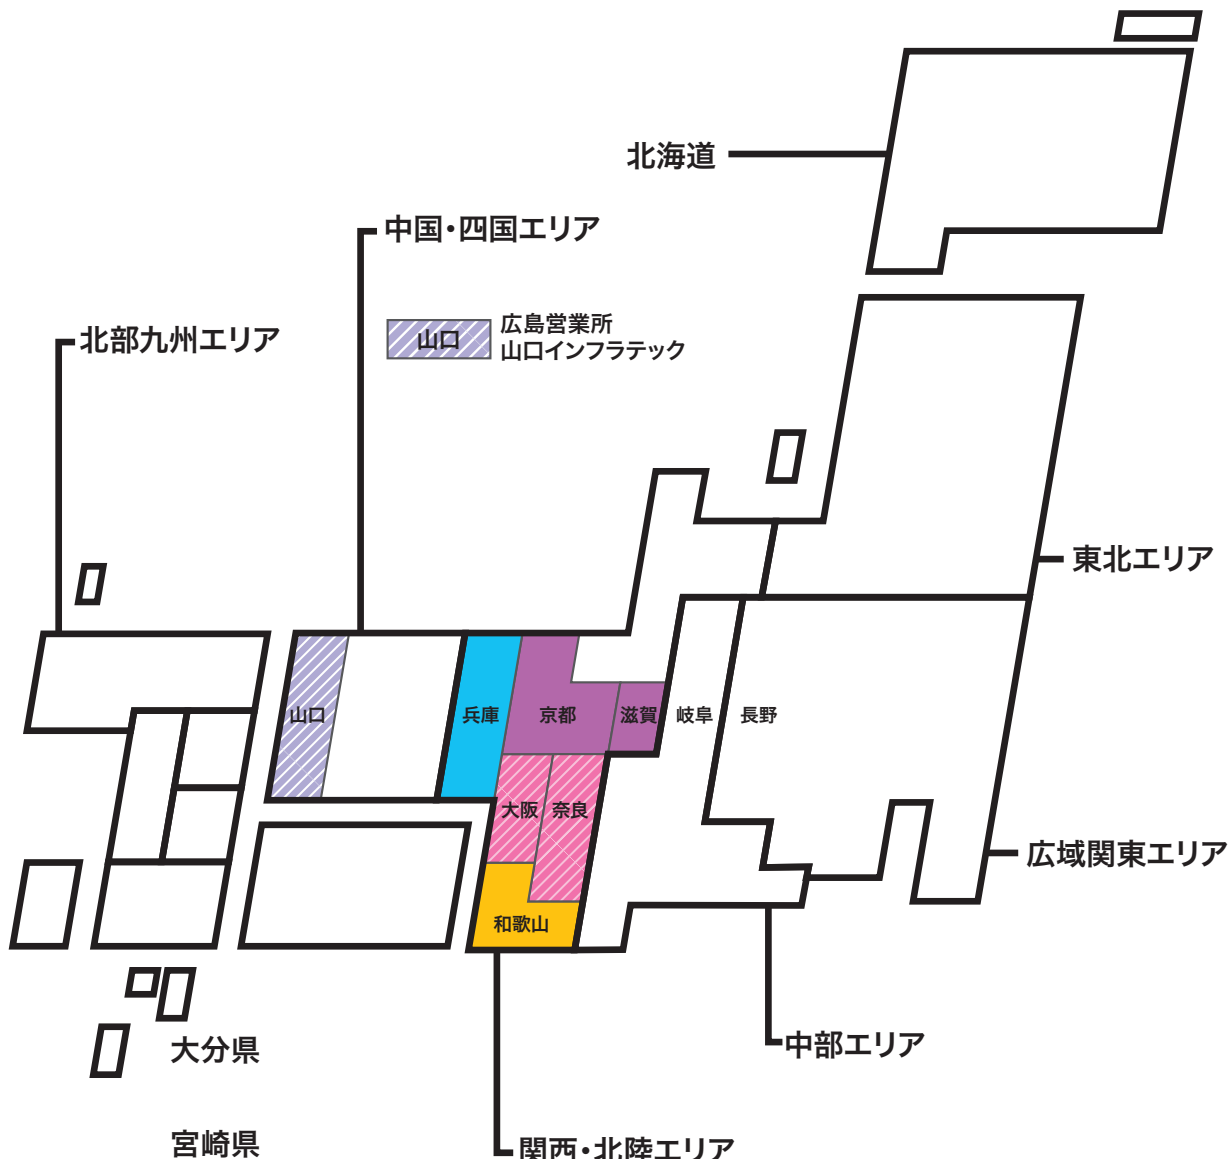 北海道
中国・四国エリア
山口
広島営業所
山口インフラテック
北部九州エリア
東北エリア
山口
兵庫
京都
滋賀
岐阜
長野
大阪
奈良
広域関東エリア
和歌山
中部エリア
大分県
宮崎県
関西・北陸エリア